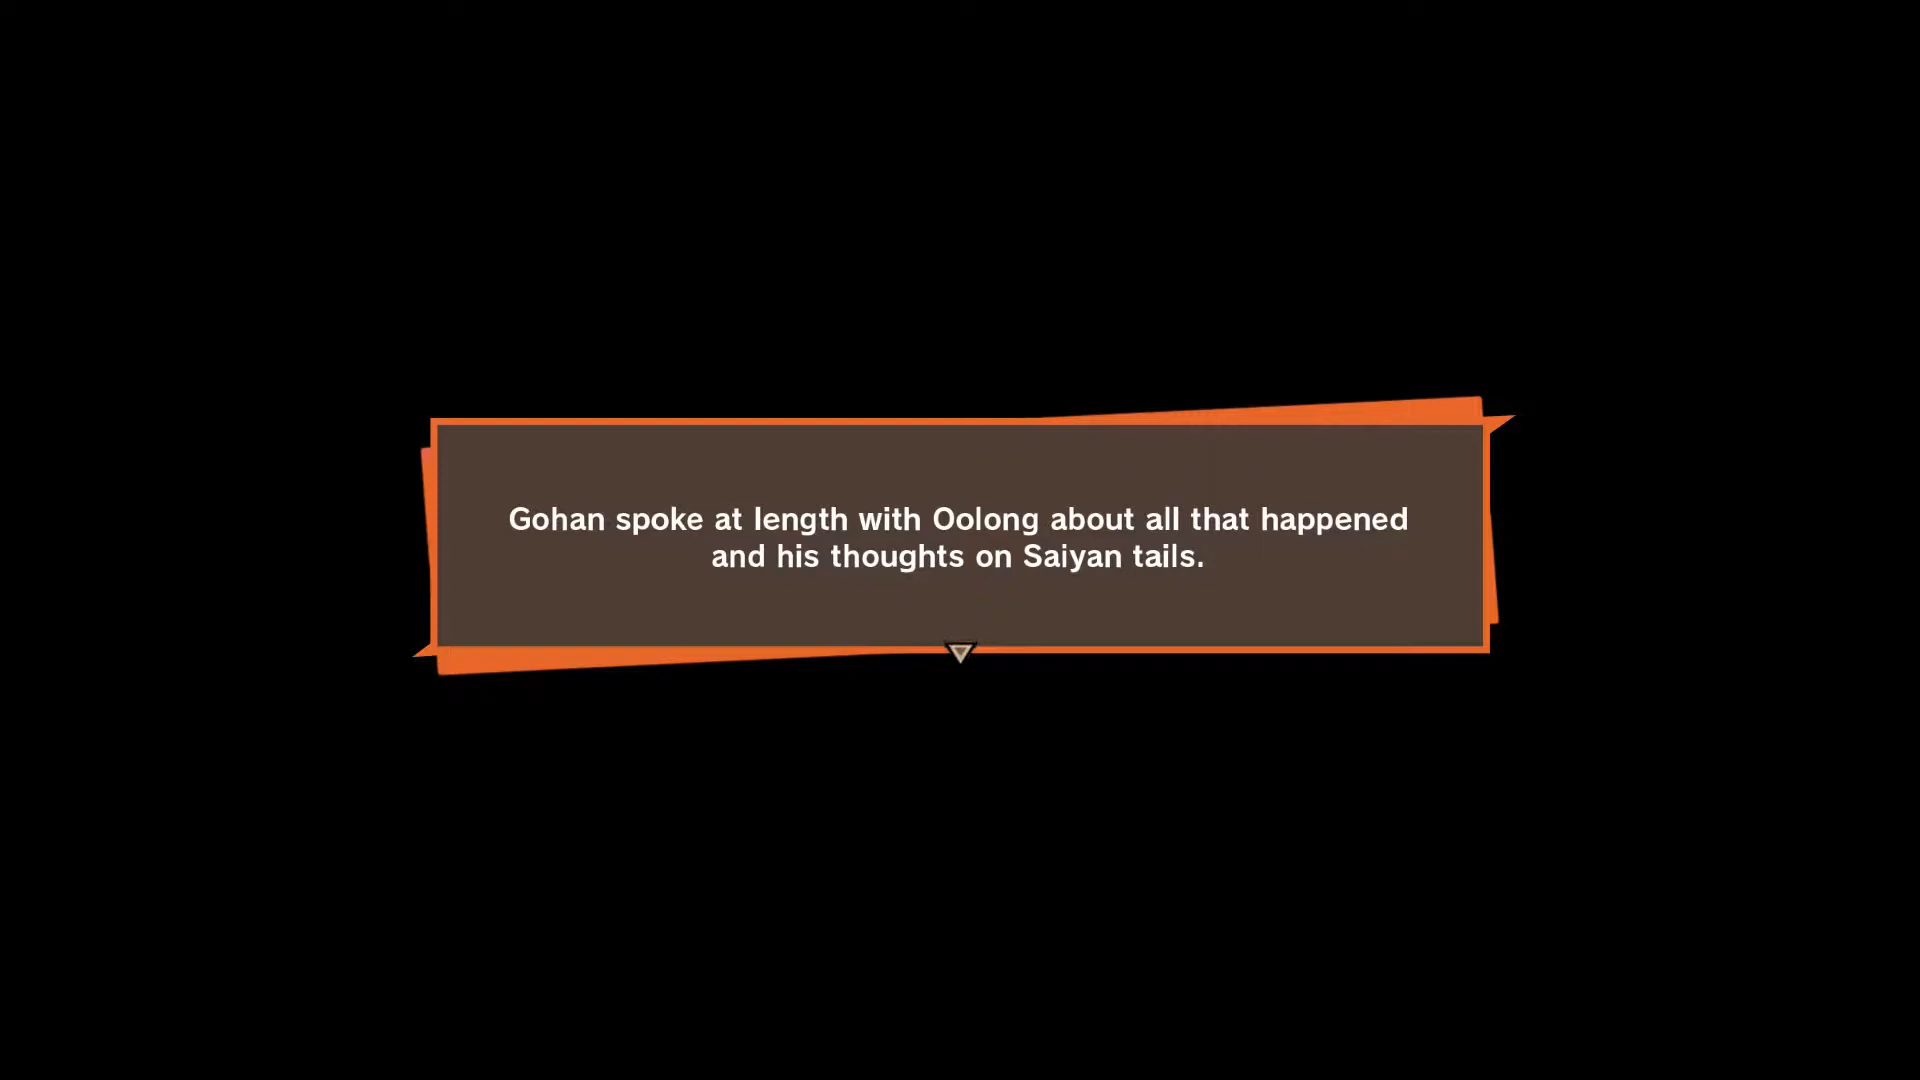 Gohan spoke at length with Oolong about all that happened
and his thoughts on Saiyan tails.